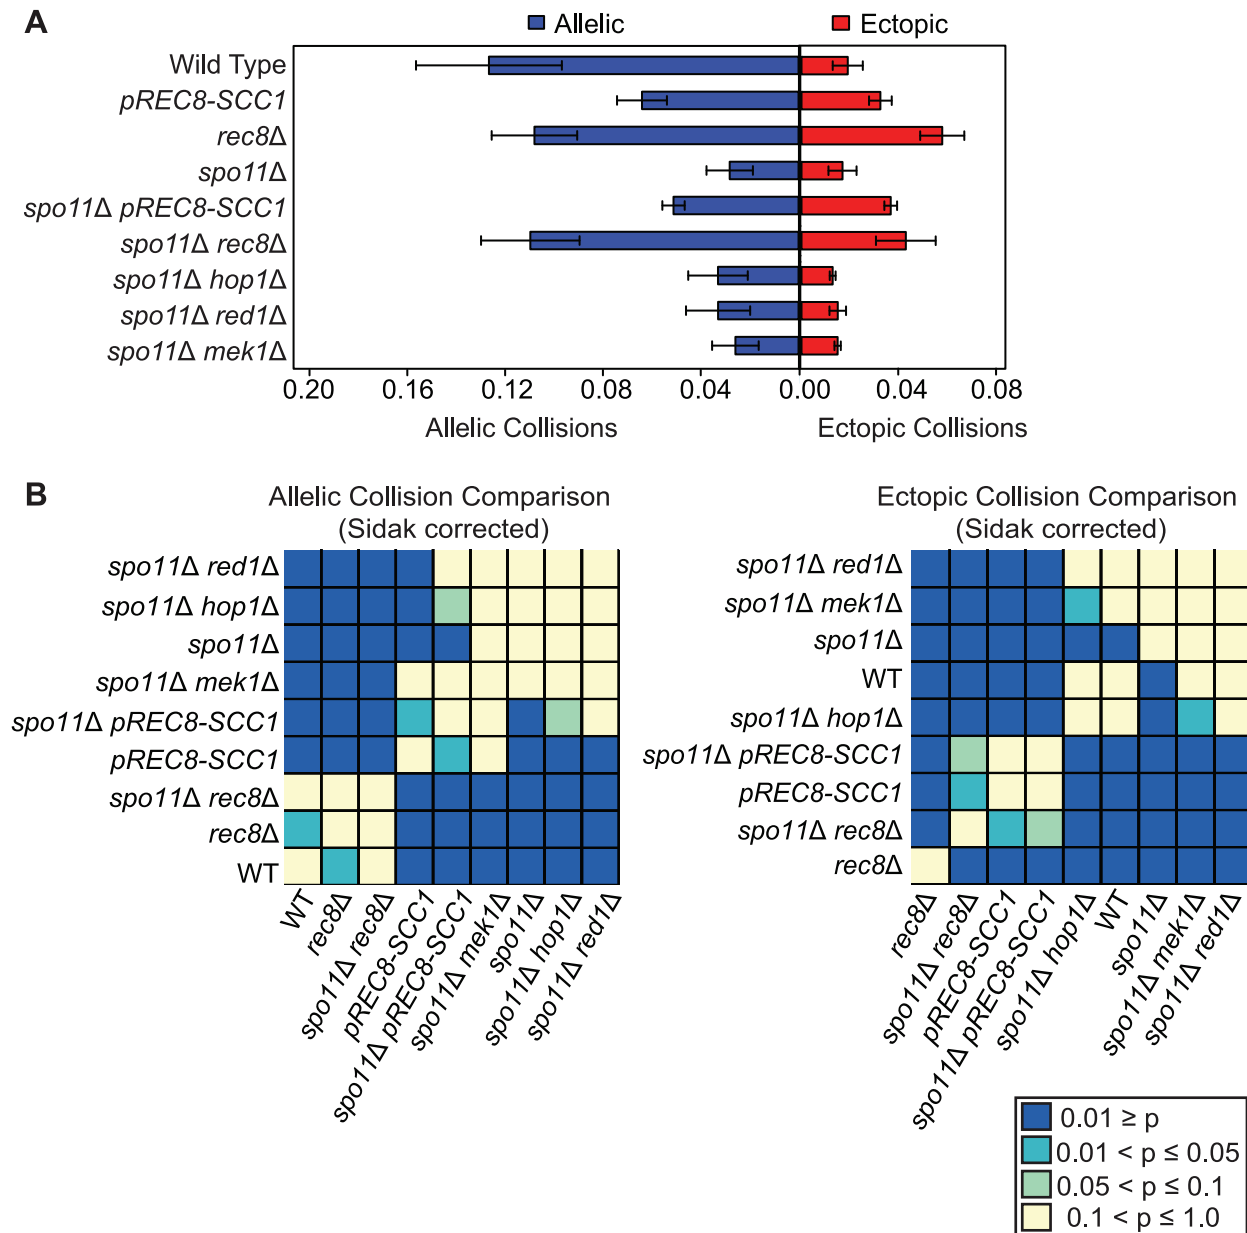 A
Allelic
Ectopic
Wild Type
pREC8-SCC1
rec8Δ
spo11Δ
spo11Δ pREC8-SCC1
spo11Δ rec8Δ
spo11Δ hop1Δ
spo11Δ red1Δ
spo11Δ mek1Δ
0.20 0.16 0.12 0.08 0.04 0.00 0.04 0.08
Allelic Collisions
Ectopic Collisions
B
Allelic Collision Comparison
(Sidak corrected)
spo11Δ red1Δ
spo11Δ hop1Δ
spo11Δ
spo11Δ mek1Δ
spo11Δ pREC8-SCC1
pREC8-SCC1
spo11Δ rec8Δ
rec8Δ
WT
WT
rec8Δ
spo11Δ rec8Δ
pREC8-SCC1
spo11Δ pREC8-SCC1
spo11Δ mek1Δ
spo11Δ
spo11Δ hop1Δ
spo11Δ red1Δ
Ectopic Collision Comparison
(Sidak corrected)
spo11Δ red1Δ
spo11Δ mek1Δ
spo11Δ
WT
spo11Δ hop1Δ
spo11Δ pREC8-SCC1
pREC8-SCC1
spo11Δ rec8Δ
rec8Δ
rec8Δ
spo11Δ rec8Δ
pREC8-SCC1
spo11Δ pREC8-SCC1
spo11Δ hop1Δ
WT
spo11Δ
spo11Δ mek1Δ
spo11Δ red1Δ
0.01 ≥ p
0.01 < p ≤ 0.05
0.05 < p ≤ 0.1
0.1 < p ≤ 1.0